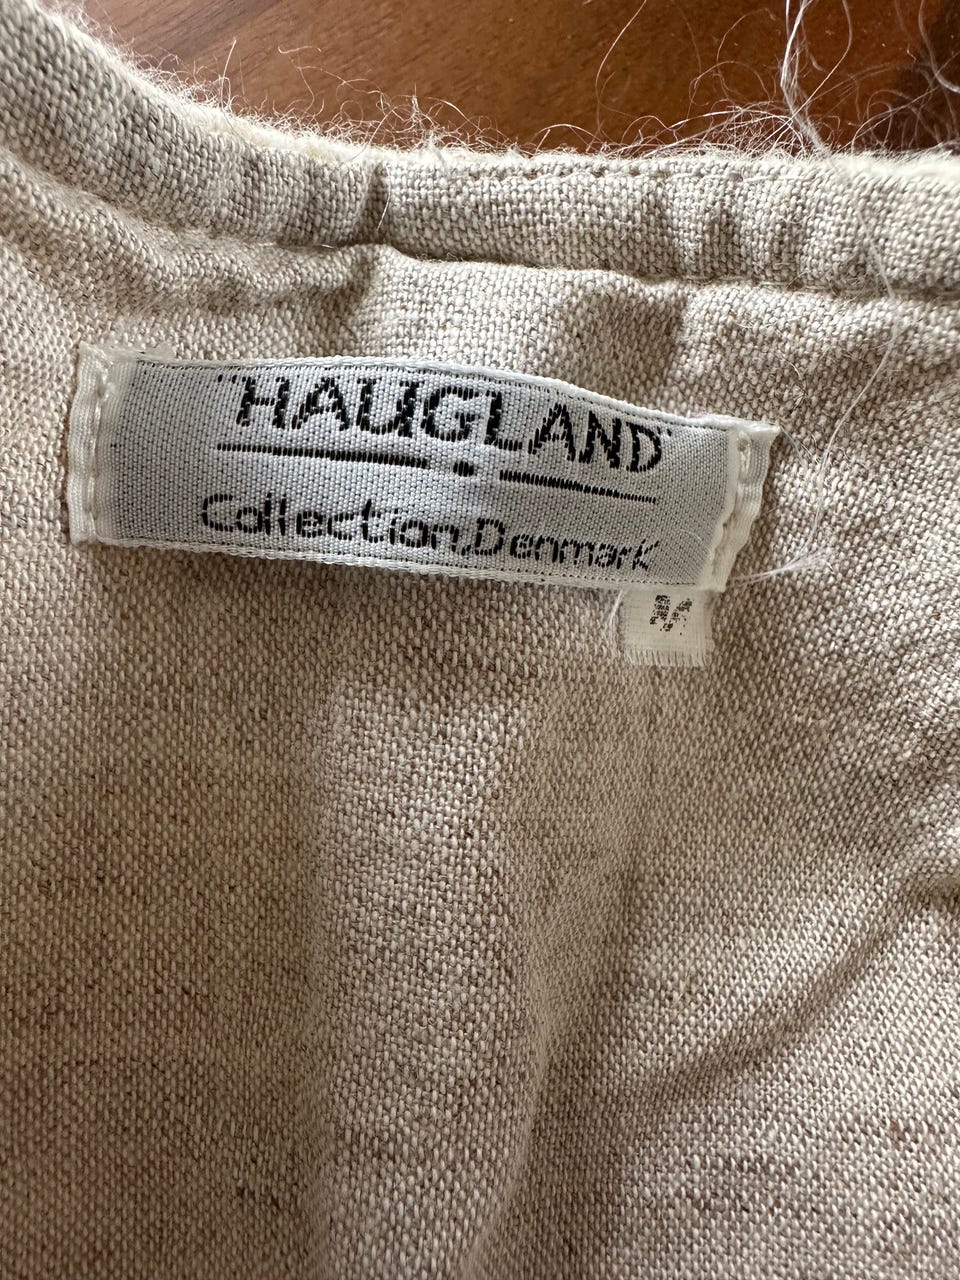 "HAUGLAND"
Collection, Denmark
M